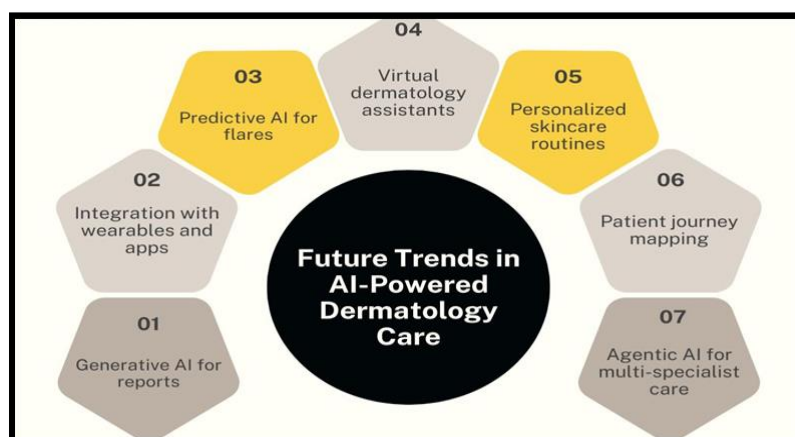 01
Generative AI for
reports
02
Integration with
wearables and
apps
03
Predictive AI for
flares
04
Virtual
dermatology
assistants
05
Personalized
skincare
routines
06
Patient journey
mapping
07
Agentic AI for
multi-specialist
care
Future Trends in
AI-Powered
Dermatology
Care